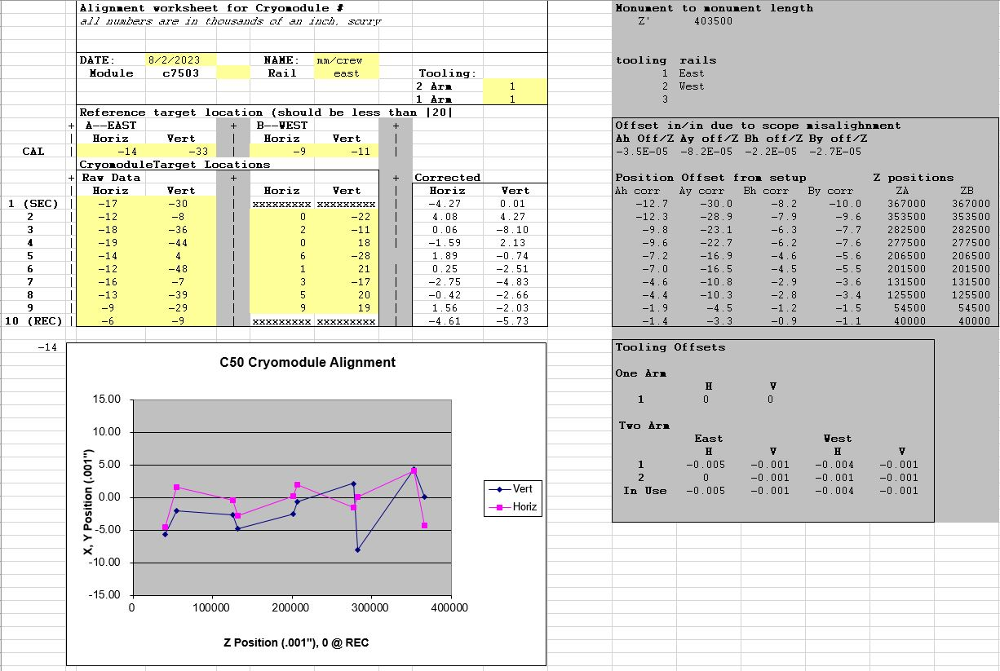 Alignment worksheet for Cryomodule #
all numbers are in thousands of an inch, sorry
DATE: 8/2/2023 NAME: mm/crew
Module c7503 Rail east Tooling:
2 Arm 1
1 Arm 1
Reference target location (should be less than |20|
+ A--EAST + B--WEST +
Horiz Vert | Horiz Vert |
CAL | -14 -33 | -9 -11 |
CryomoduleTarget Locations
+ Raw Data + + Corrected
| Horiz Vert | Horiz Vert | Horiz Vert
1 (SEC) | -17 -30 | xxxxxxxxx xxxxxxxxx | -4.27 0.01
2 | -12 -8 | 0 -22 | 4.08 4.27
3 | -18 -36 | 2 -11 | 0.06 -8.10
4 | -19 -44 | 0 18 | -1.59 2.13
5 | -14 4 | 6 -28 | 1.89 -0.74
6 | -12 -48 | 1 21 | 0.25 -2.51
7 | -16 -7 | 3 -17 | -2.75 -4.83
8 | -13 -39 | 5 20 | -0.42 -2.66
9 | -9 -29 | 9 19 | 1.56 -2.03
10 (REC) | -6 -9 | xxxxxxxxx xxxxxxxxx | -4.61 -5.73
-14
C50 Cryomodule Alignment
X, Y Position (.001")
15.00
10.00
5.00
0.00
-5.00
-10.00
-15.00
0 100000 200000 300000 400000
Z Position (.001"), 0 @ REC
Vert
Horiz
Monument to monument length
Z' 403500
tooling rails
1 East
2 West
3
Offset in/in due to scope misalighnment
Ah Off/Z Ay off/Z Bh off/Z By off/Z
-3.5E-05 -8.2E-05 -2.2E-05 -2.7E-05
Position Offset from setup Z positions
Ah corr Ay corr Bh corr By corr ZA ZB
-12.7 -30.0 -8.2 -10.0 367000 367000
-12.3 -28.9 -7.9 -9.6 353500 353500
-9.8 -23.1 -6.3 -7.7 282500 282500
-9.6 -22.7 -6.2 -7.6 277500 277500
-7.2 -16.9 -4.6 -5.6 206500 206500
-7.0 -16.5 -4.5 -5.5 201500 201500
-4.6 -10.8 -2.9 -3.6 131500 131500
-4.4 -10.3 -2.8 -3.4 125500 125500
-1.9 -4.5 -1.2 -1.5 54500 54500
-1.4 -3.3 -0.9 -1.1 40000 40000
Tooling Offsets
One Arm
H V
1 0 0
Two Arm
East West
H V H V
1 -0.005 -0.001 -0.004 -0.001
2 0 -0.001 -0.001 -0.001
In Use -0.005 -0.001 -0.004 -0.001